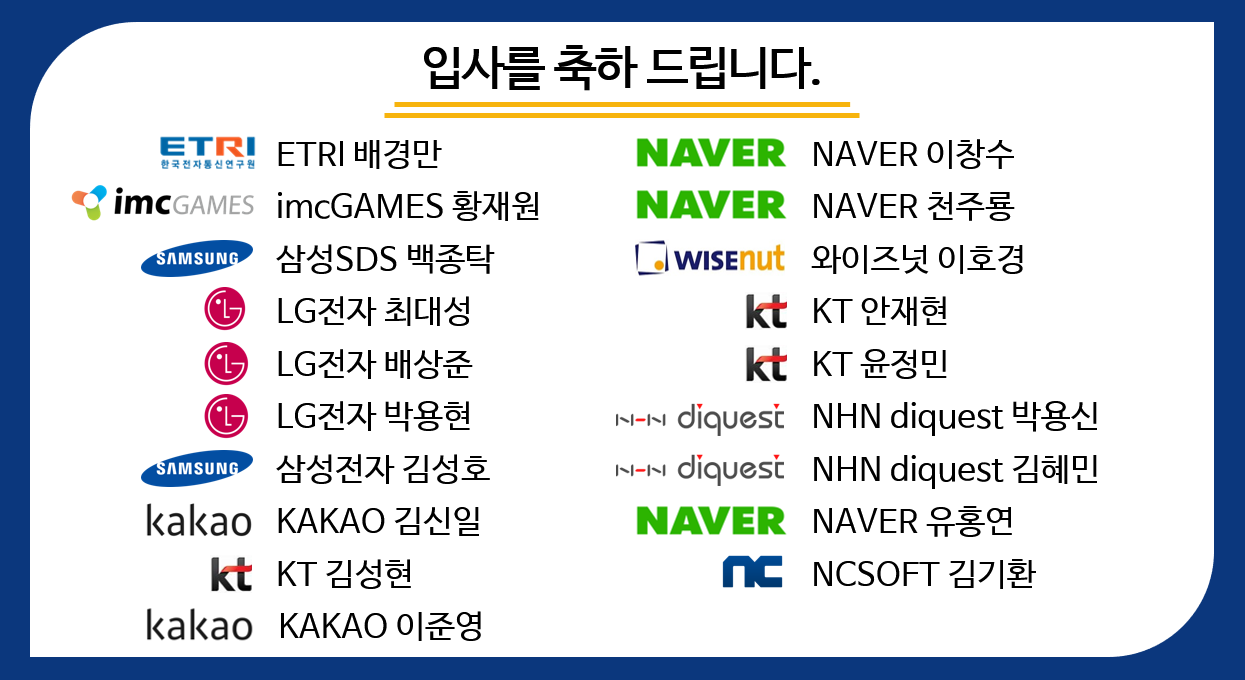 입사를 축하 드립니다.
ETRI 한국전자통신연구원 ETRI 배경만
imcGAMES imcGAMES 황재원
SAMSUNG 삼성SDS 백종탁
LG LG전자 최대성
LG LG전자 배상준
LG LG전자 박용현
SAMSUNG 삼성전자 김성호
kakao KAKAO 김신일
kt KT 김성현
kakao KAKAO 이준영
NAVER NAVER 이창수
NAVER NAVER 천주룡
WISEnut 와이즈넛 이호경
kt KT 안재현
kt KT 윤정민
NHN diquest NHN diquest 박용신
NHN diquest NHN diquest 김혜민
NAVER NAVER 유홍연
nc NCSOFT 김기환